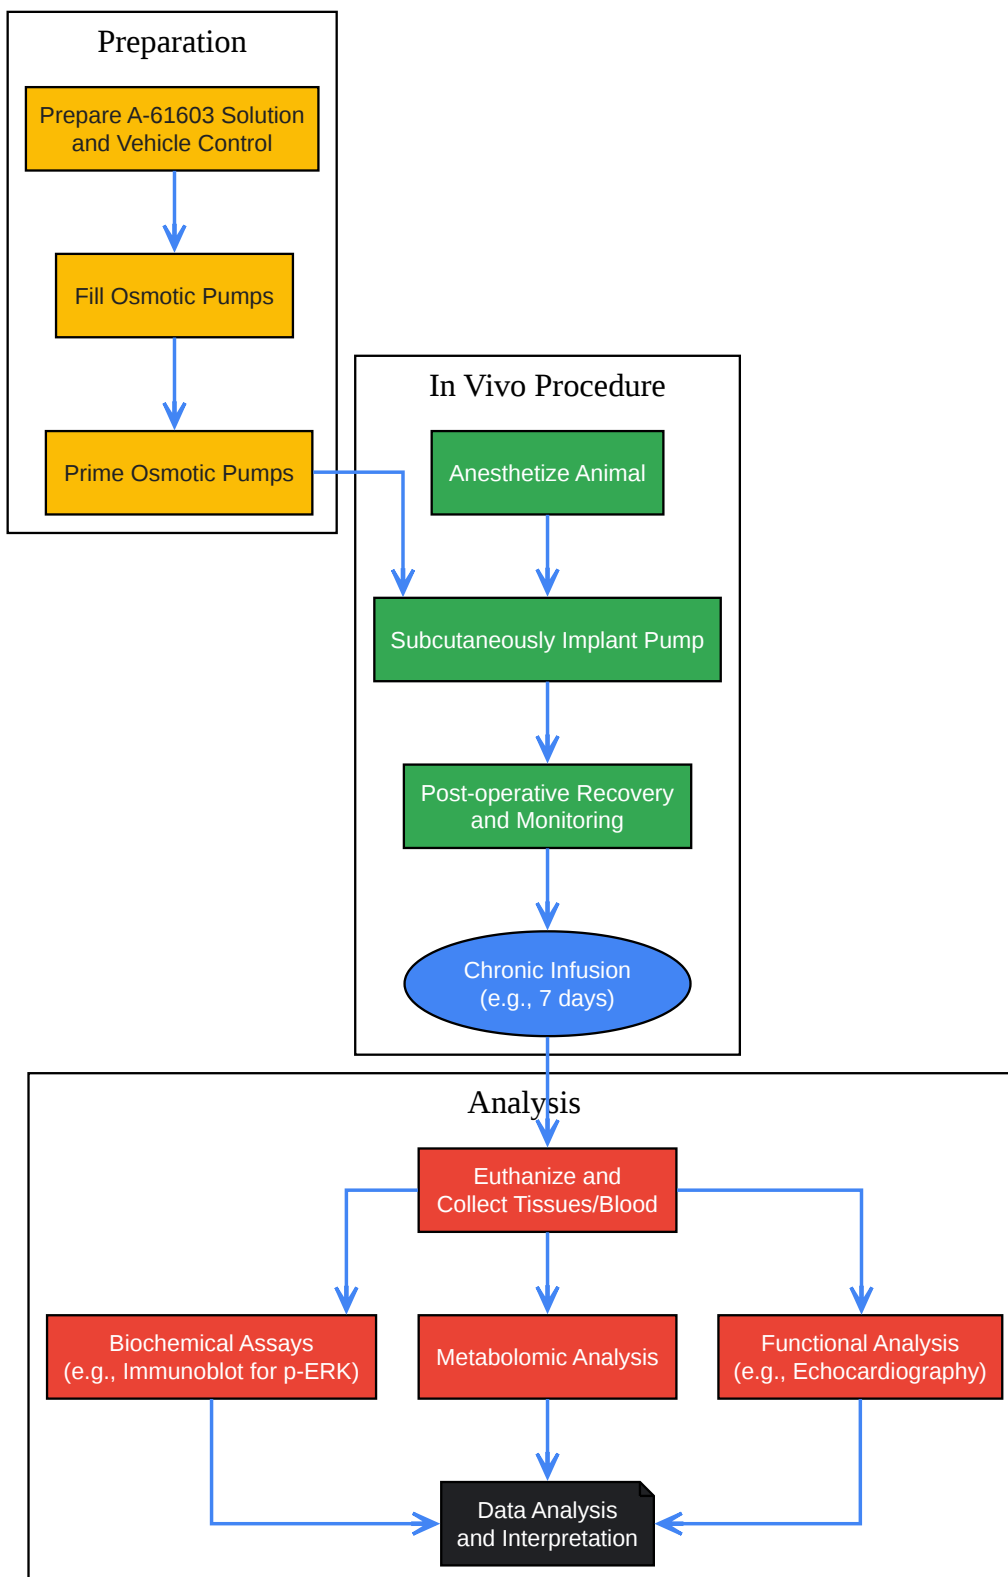 Preparation
Prepare A-61603 Solution
and Vehicle Control
Fill Osmotic Pumps
Prime Osmotic Pumps
In Vivo Procedure
Anesthetize Animal
Subcutaneously Implant Pump
Post-operative Recovery
and Monitoring
Chronic Infusion
(e.g., 7 days)
Analysis
Euthanize and
Collect Tissues/Blood
Biochemical Assays
(e.g., Immunoblot for p-ERK)
Metabolomic Analysis
Functional Analysis
(e.g., Echocardiography)
Data Analysis
and Interpretation